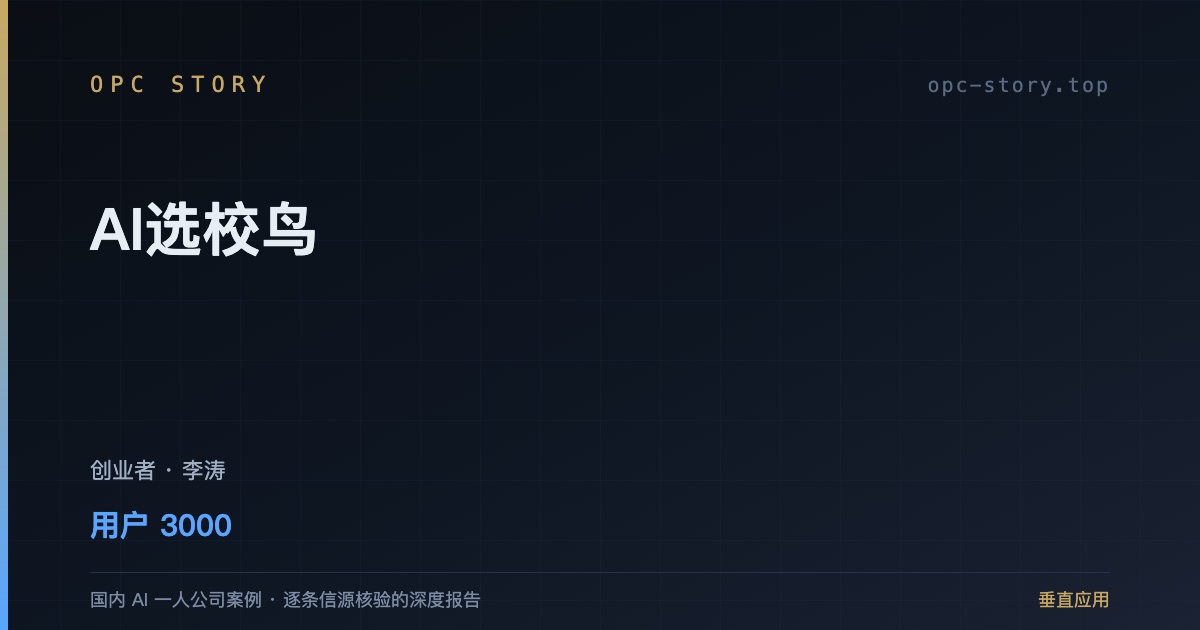 OPC STORY
opc-story.top
AI选校鸟
创业者 · 李涛
用户 3000
国内 AI 一人公司案例 · 逐条信源核验的深度报告
垂直应用